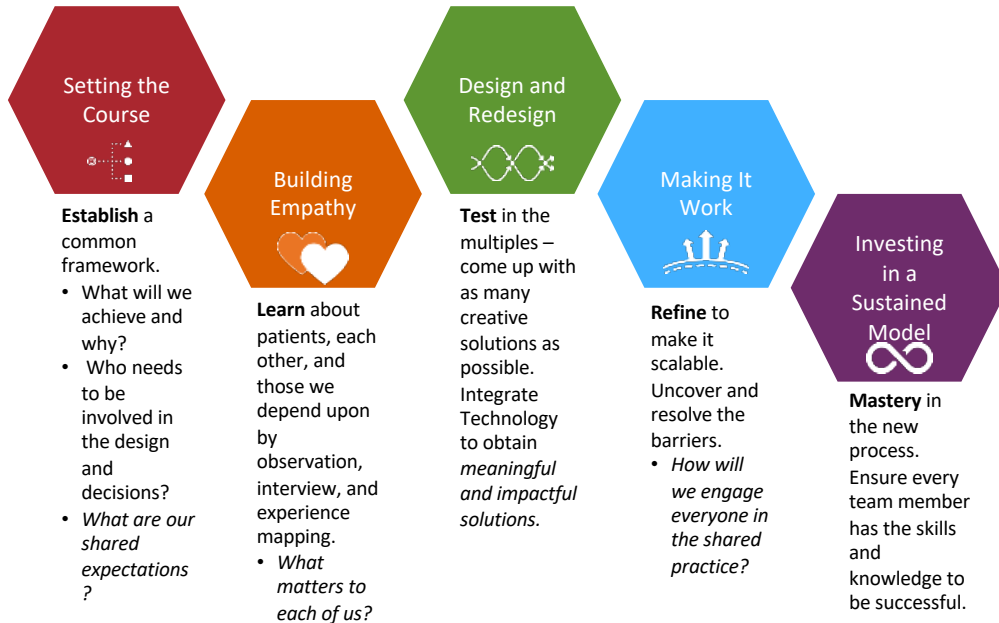 Setting the
Course
Establish a
common
framework.
• What will we
achieve and
why?
• Who needs
to be
involved in
the design
and
decisions?
• What are our
shared
expectations
?
Building
Empathy
Learn about
patients, each
other, and
those we
depend upon
by
observation,
interview, and
experience
mapping.
• What
matters to
each of us?
Design and
Redesign
Test in the
multiples –
come up with
as many
creative
solutions as
possible.
Integrate
Technology
to obtain
meaningful
and impactful
solutions.
Making It
Work
Refine to
make it
scalable.
Uncover and
resolve the
barriers.
• How will
we engage
everyone in
the shared
practice?
Investing
in a
Sustained
Model
Mastery in
the new
process.
Ensure every
team member
has the skills
and
knowledge to
be successful.